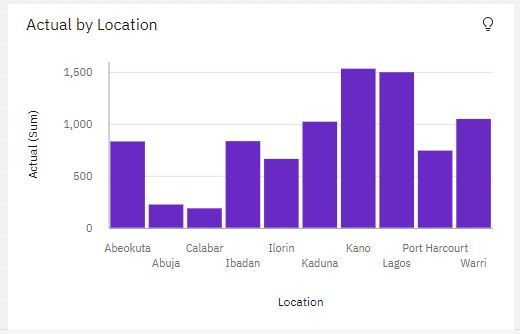 Actual by Location
1,500
1,000
500
0
Actual (Sum)
Abeokuta Calabar Ilorin Kano Port Harcourt
Abuja Ibadan Kaduna Lagos Warri
Location